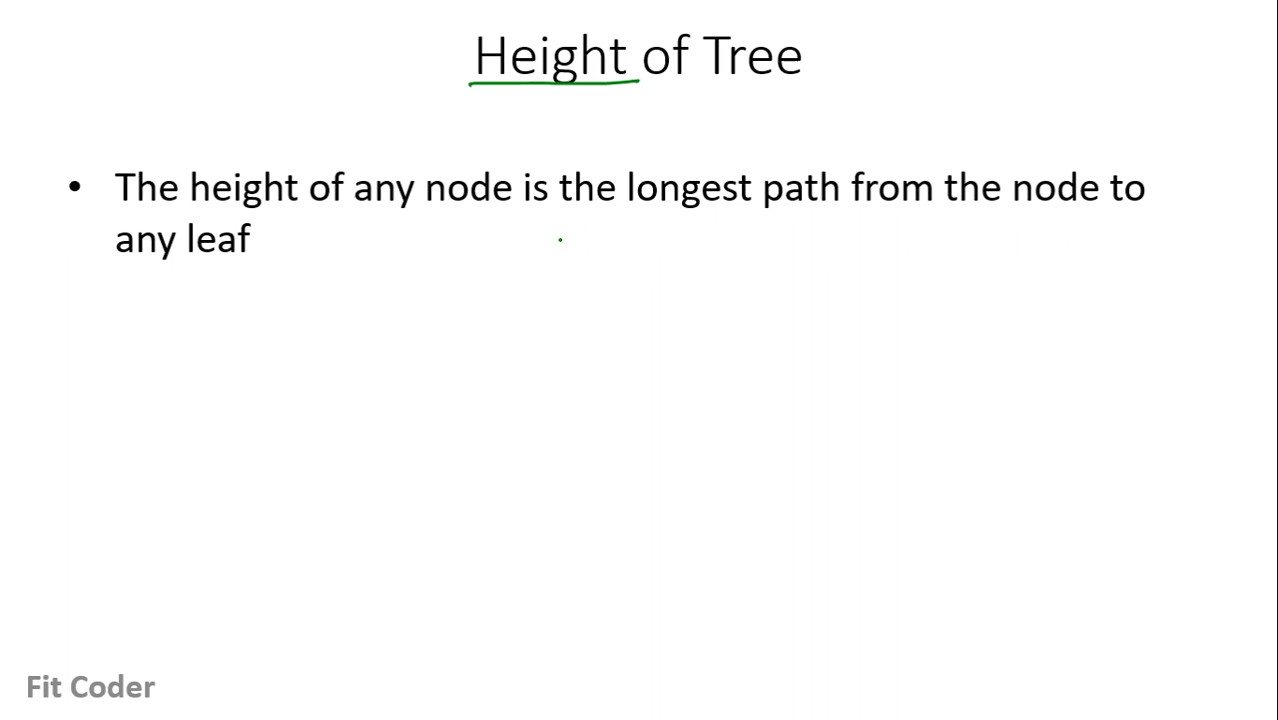 Height of Tree
• The height of any node is the longest path from the node to
any leaf
Fit Coder